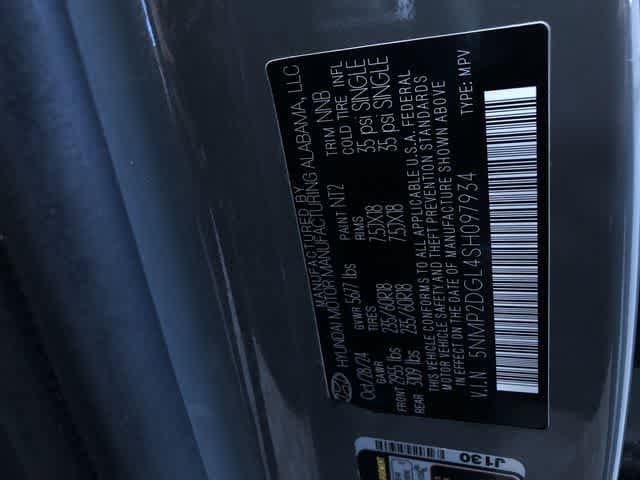 MANUFACTURED BY
HYUNDAI MOTOR MANUFACTURING ALABAMA, LLC
Oct/28/24 GVWR 5677 lbs PAINT NT2 TRIM NNB
GAWR TIRES RIMS COLD TIRE INFL
FRONT 2955 lbs 235/60R18 7.5JX18 35 psi SINGLE
REAR 3109 lbs 235/60R18 7.5JX18 35 psi SINGLE
THIS VEHICLE CONFORMS TO ALL APPLICABLE U.S.A. FEDERAL
MOTOR VEHICLE SAFETY AND THEFT PREVENTION STANDARDS
IN EFFECT ON THE DATE OF MANUFACTURE SHOWN ABOVE
V.I.N 5NMP2DGL4SH097934 TYPE: MPV
J130